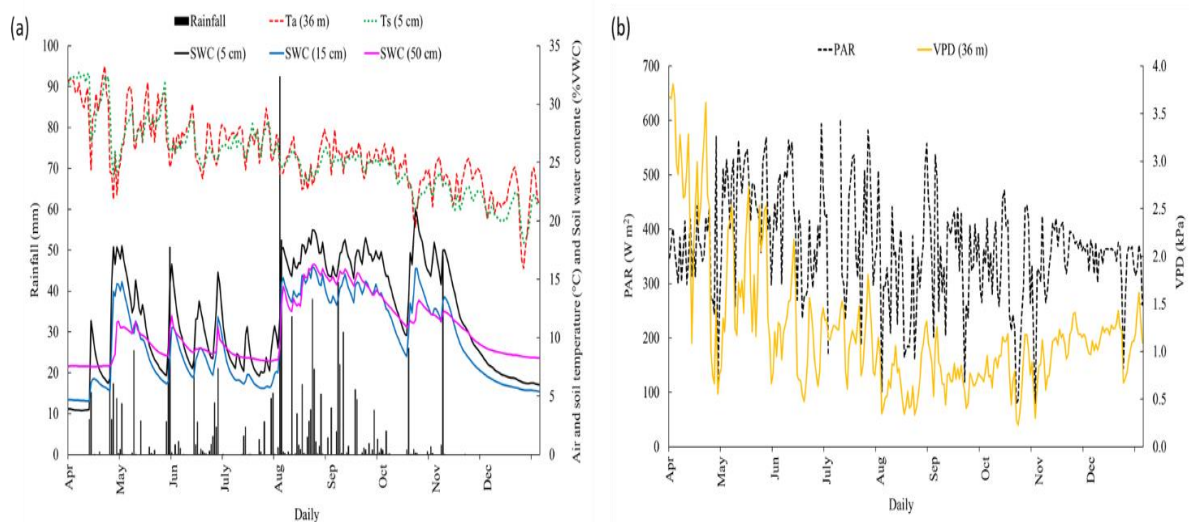 (a)
Rainfall Ta (36 m) Ts (5 cm)
SWC (5 cm) SWC (15 cm) SWC (50 cm)
100
90
80
70
60
50
40
30
20
10
0
Rainfall (mm)
35
30
25
20
15
10
5
0
Air and soil temperature (°C) and Soil water contente (%VWC)
Apr May Jun July Aug Sep Oct Nov Dec
Daily
(b)
PAR VPD (36 m)
700
600
500
400
300
200
100
0
PAR (W m²)
4.0
3.5
3.0
2.5
2.0
1.5
1.0
0.5
0.0
VPD (kPa)
Apr May Jun July Aug Sep Oct Nov Dec
Daily